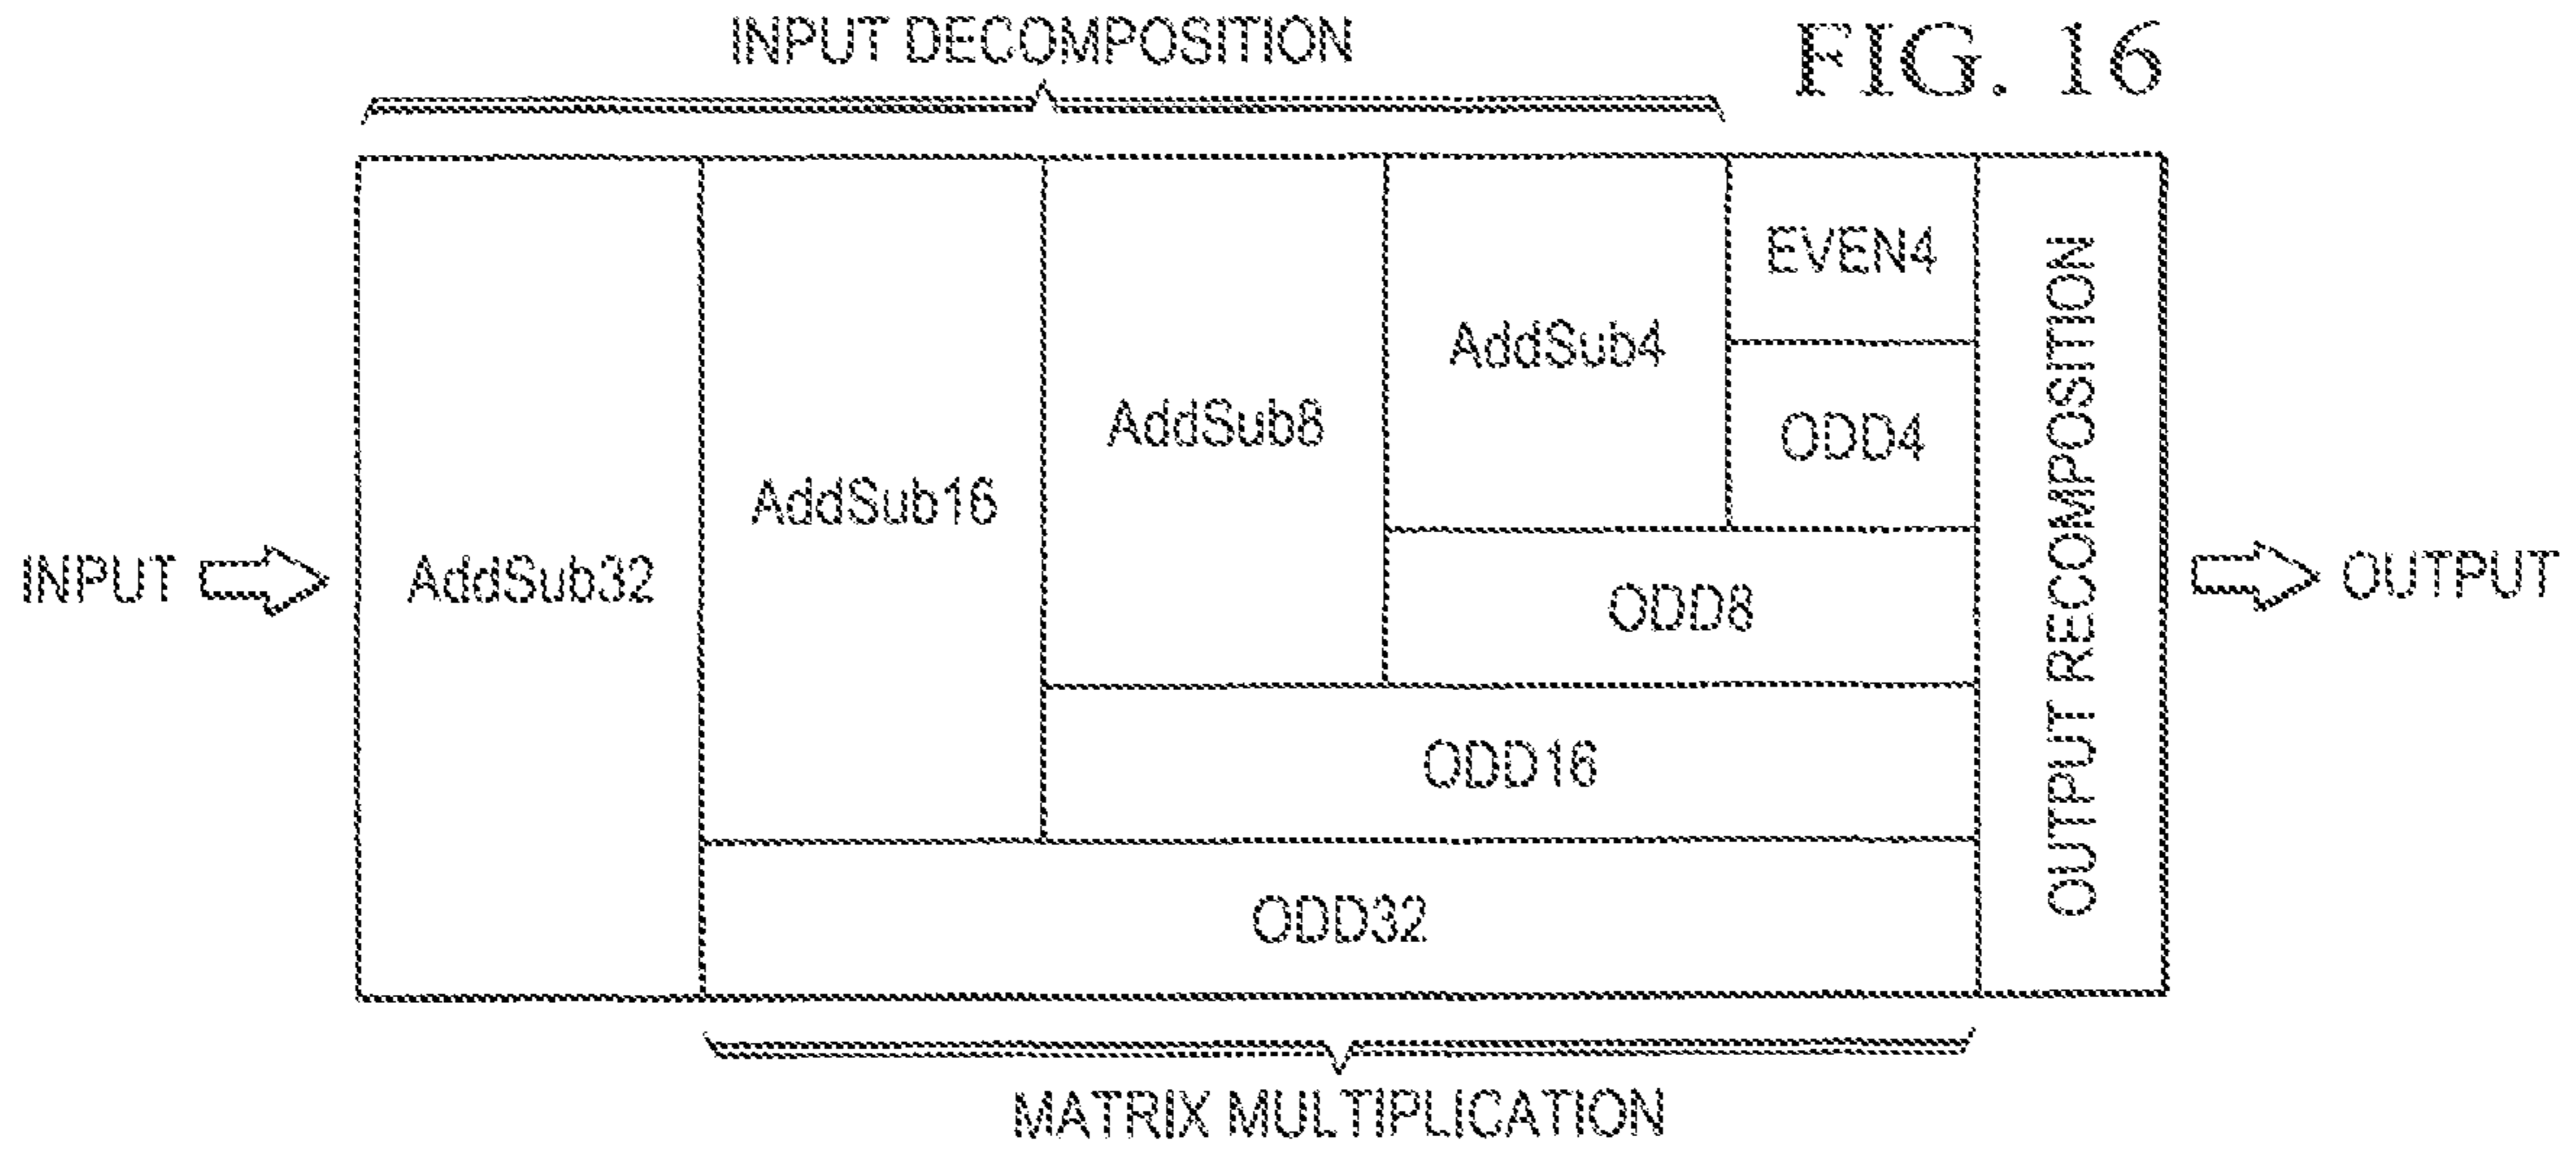 INPUT DECOMPOSITION
FIG. 16
EVEN4
AddSub4
AddSub8
ODD4
AddSub16
INPUT
AddSub32
ODD8
OUTPUT RECOMPOSITION
OUTPUT
ODD16
ODD32
MATRIX MULTIPLICATION